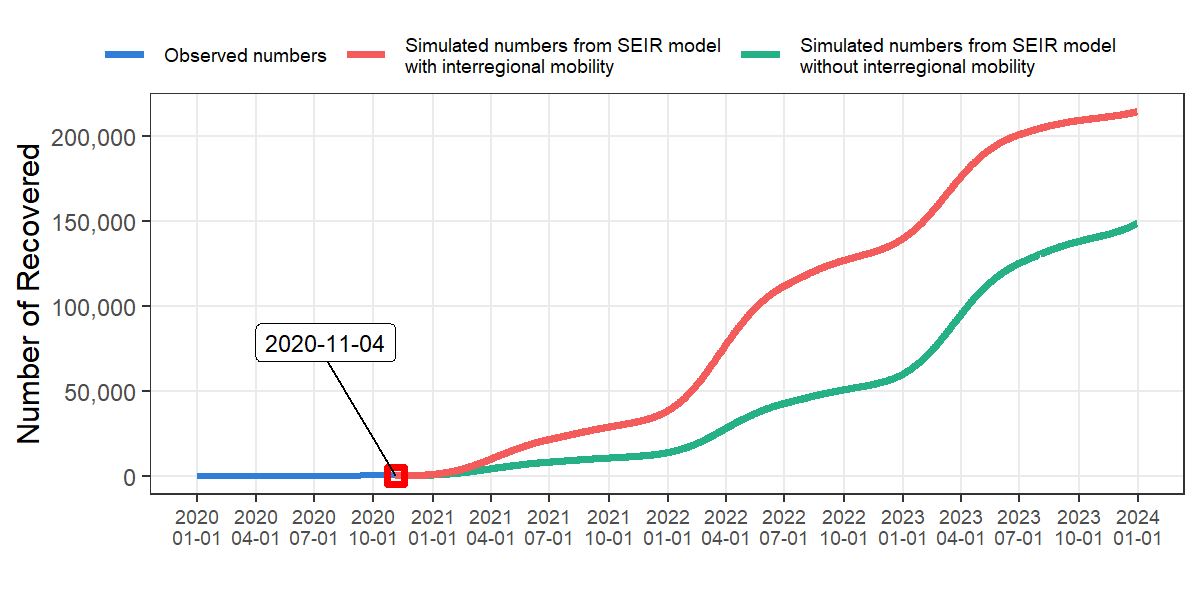 Observed numbers
Simulated numbers from SEIR model
with interregional mobility
Simulated numbers from SEIR model
without interregional mobility
Number of Recovered
200,000
150,000
100,000
50,000
0
2020-11-04
2020 2020 2020 2020 2021 2021 2021 2021 2022 2022 2022 2022 2023 2023 2023 2023 2024
01-01 04-01 07-01 10-01 01-01 04-01 07-01 10-01 01-01 04-01 07-01 10-01 01-01 04-01 07-01 10-01 01-01